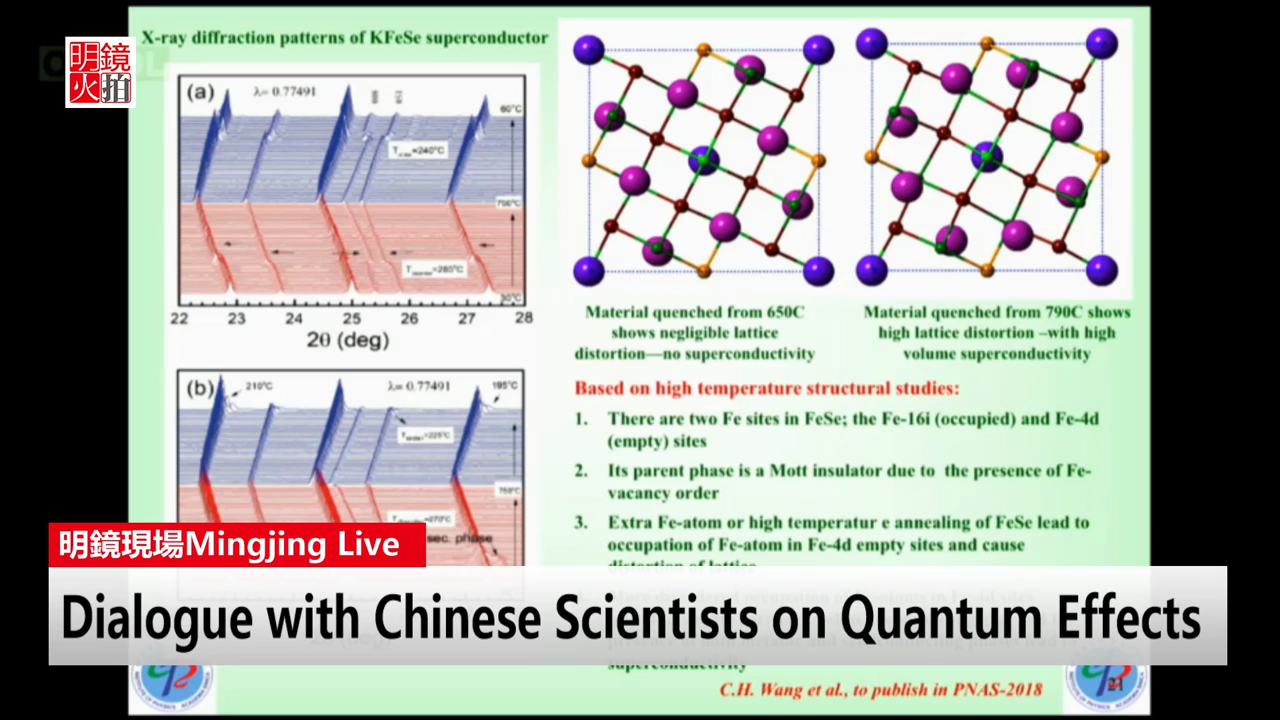 X-ray diffraction patterns of KFeSe superconductor
明鏡
火拍
(a)
λ= 0.77491
60°C
=240°C
=285°C
30°C
22 23 24 25 26 27 28
2θ (deg)
(b)
210°C
λ= 0.77491
195°C
sec. phase
Material quenched from 650C
shows negligible lattice
distortion—no superconductivity
Material quenched from 790C shows
high lattice distortion –with high
volume superconductivity
Based on high temperature structural studies:
1. There are two Fe sites in FeSe; the Fe-16i (occupied) and Fe-4d
(empty) sites
2. Its parent phase is a Mott insulator due to the presence of Fe-
vacancy order
3. Extra Fe-atom or high temperatur e annealing of FeSe lead to
occupation of Fe-atom in Fe-4d empty sites and cause
distortion of lattice
superconductivity
C.H. Wang et al., to publish in PNAS-2018
21
明鏡現場Mingjing Live
Dialogue with Chinese Scientists on Quantum Effects